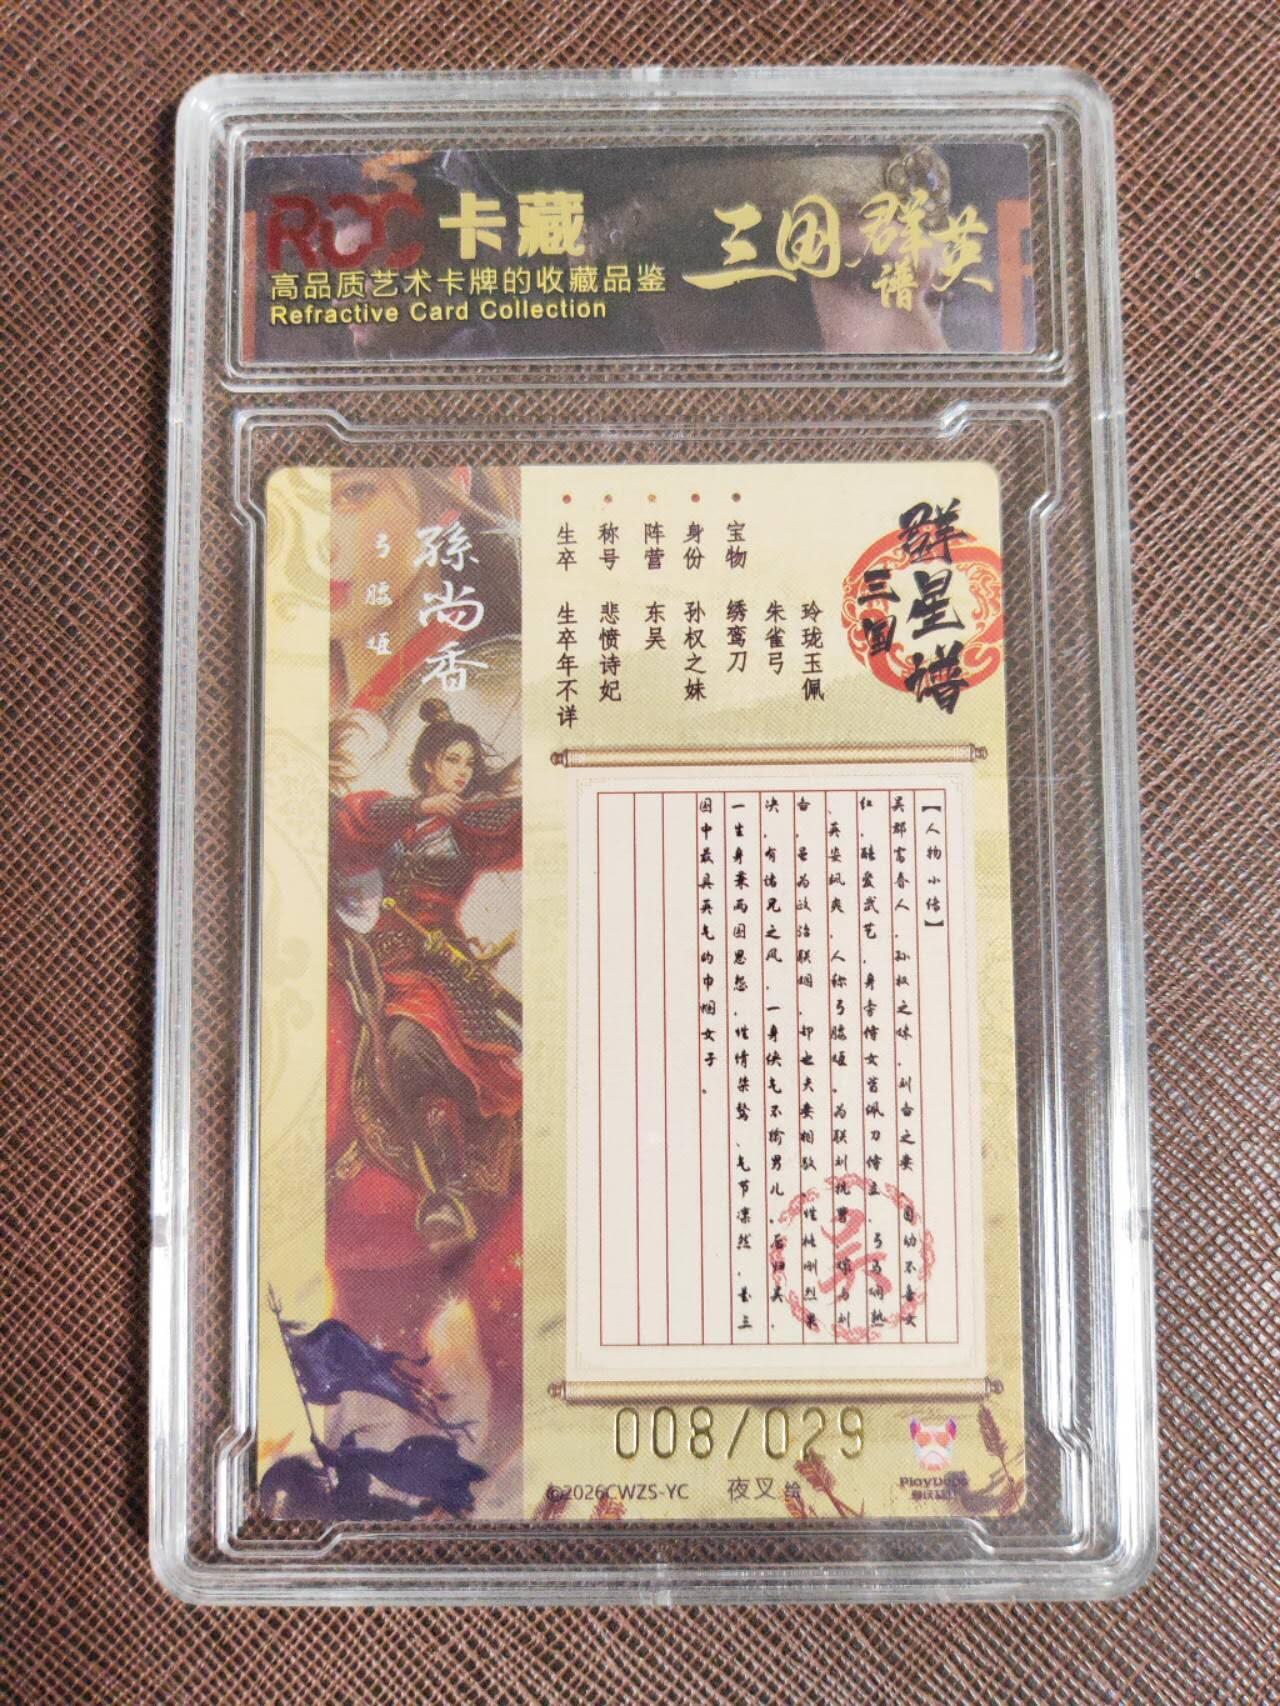 RCC 卡藏
高品质艺术卡牌的收藏品鉴
Refractive Card Collection
三国群英谱
群星谱
三国
玲珑玉佩
朱雀弓
宝物 绣鸾刀
身份 孙权之妹
阵营 东吴
称号 悲愤诗妃
生卒 生卒年不详
孫尚香
弓腰姬
【人物小传】
吴郡富春人，孙权之妹，刘备之妻，因幼不喜女
红，酷爱武艺，身旁侍女皆佩刀侍立，弓马娴熟
、英姿飒爽，人称弓腰姬。为联刘抗曹，嫁与刘
备，虽为政治联姻，却也夫妻相敬，性格刚烈果
决，有诸兄之风，一身侠气不输男儿。后归吴，
一生身乘两国恩怨，性情桀骜、气节凛然，是三
国中最具英气的巾帼女子。
吴
008/029
©2026CWZS-YC 夜叉 绘